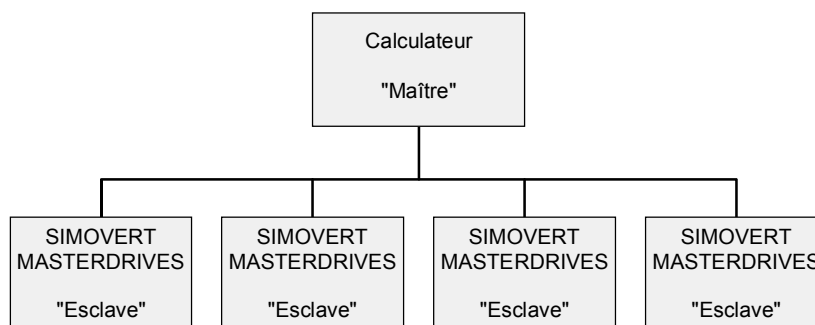 Calculateur
"Maître"
SIMOVERT
MASTERDRIVES
"Esclave"
SIMOVERT
MASTERDRIVES
"Esclave"
SIMOVERT
MASTERDRIVES
"Esclave"
SIMOVERT
MASTERDRIVES
"Esclave"